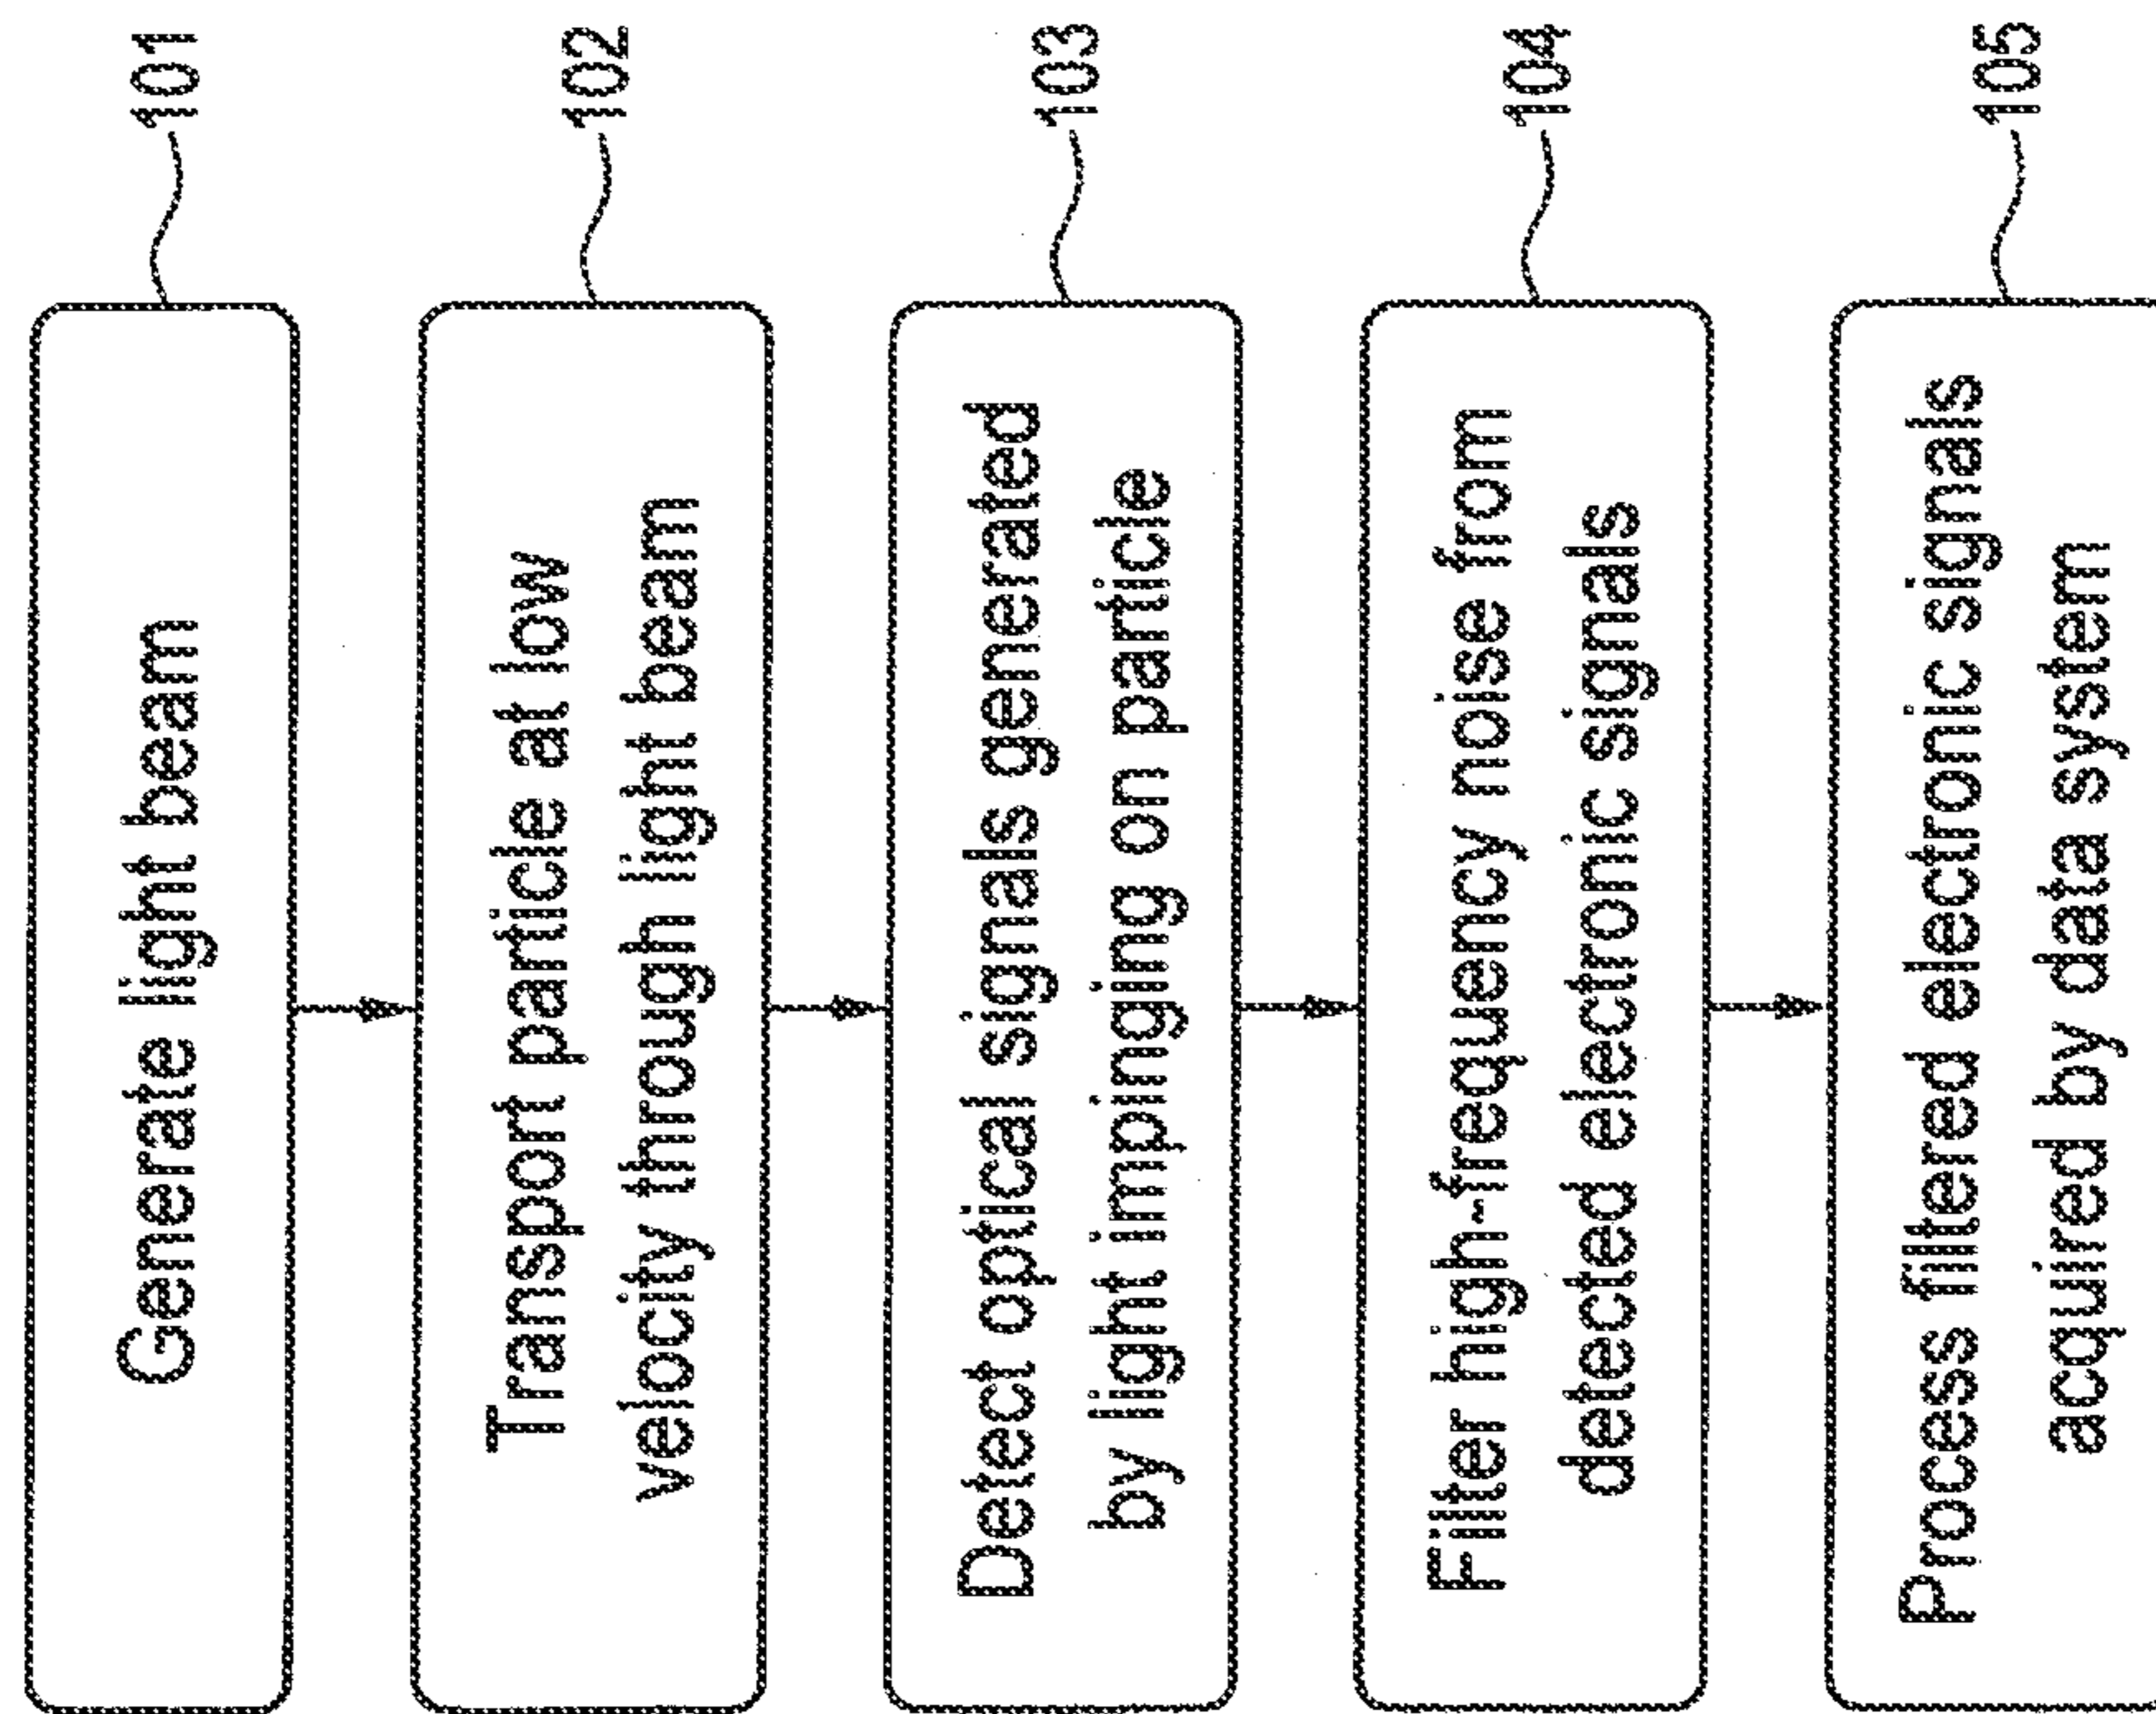 Generate light beam
101
Transport particle at low
velocity through light beam
102
Detect optical signals generated
by light impinging on particle
103
Filter high-frequency noise from
detected electronic signals
104
Process filtered electronic signals
acquired by data system
105